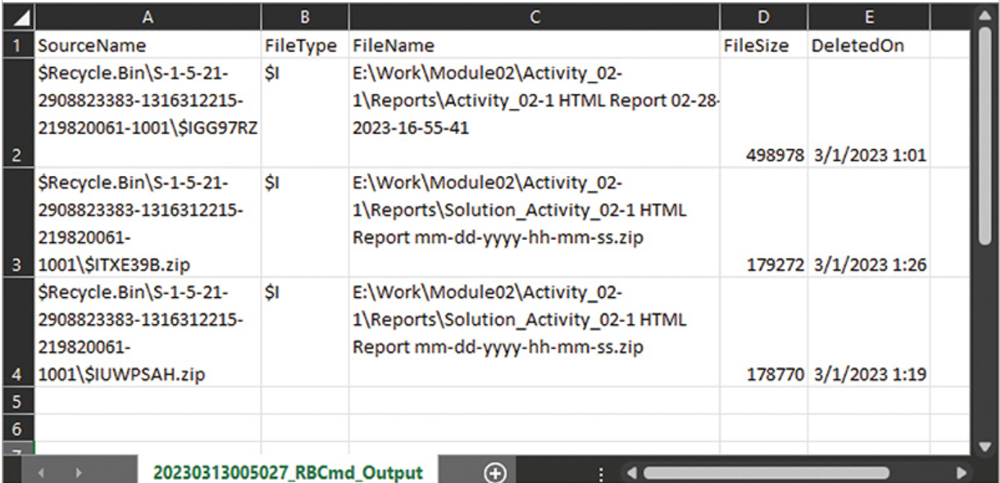 A B C D E
1 SourceName FileType FileName FileSize DeletedOn
$Recycle.Bin\S-1-5-21- $I E:\Work\Module02\Activity_02-
2908823383-1316312215- 1\Reports\Activity_02-1 HTML Report 02-28-
219820061-1001\$IGG97RZ 2023-16-55-41
2 498978 3/1/2023 1:01
$Recycle.Bin\S-1-5-21- $I E:\Work\Module02\Activity_02-
2908823383-1316312215- 1\Reports\Solution_Activity_02-1 HTML
219820061- Report mm-dd-yyyy-hh-mm-ss.zip
3 1001\$ITXE39B.zip 179272 3/1/2023 1:26
$Recycle.Bin\S-1-5-21- $I E:\Work\Module02\Activity_02-
2908823383-1316312215- 1\Reports\Solution_Activity_02-1 HTML
219820061- Report mm-dd-yyyy-hh-mm-ss.zip
4 1001\$IUWPSAH.zip 178770 3/1/2023 1:19
5
6
20230313005027_RBCmd_Output